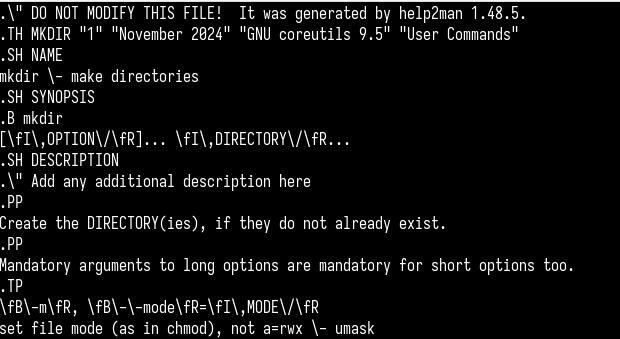 .\" DO NOT MODIFY THIS FILE!  It was generated by help2man 1.48.5.
.TH MKDIR "1" "November 2024" "GNU coreutils 9.5" "User Commands"
.SH NAME
mkdir \- make directories
.SH SYNOPSIS
.B mkdir
[\fI\,OPTION\/\fR]... \fI\,DIRECTORY\/\fR...
.SH DESCRIPTION
.\" Add any additional description here
.PP
Create the DIRECTORY(ies), if they do not already exist.
.PP
Mandatory arguments to long options are mandatory for short options too.
.TP
\fB\-m\fR, \fB\-\-mode\fR=\fI\,MODE\/\fR
set file mode (as in chmod), not a=rwx \- umask